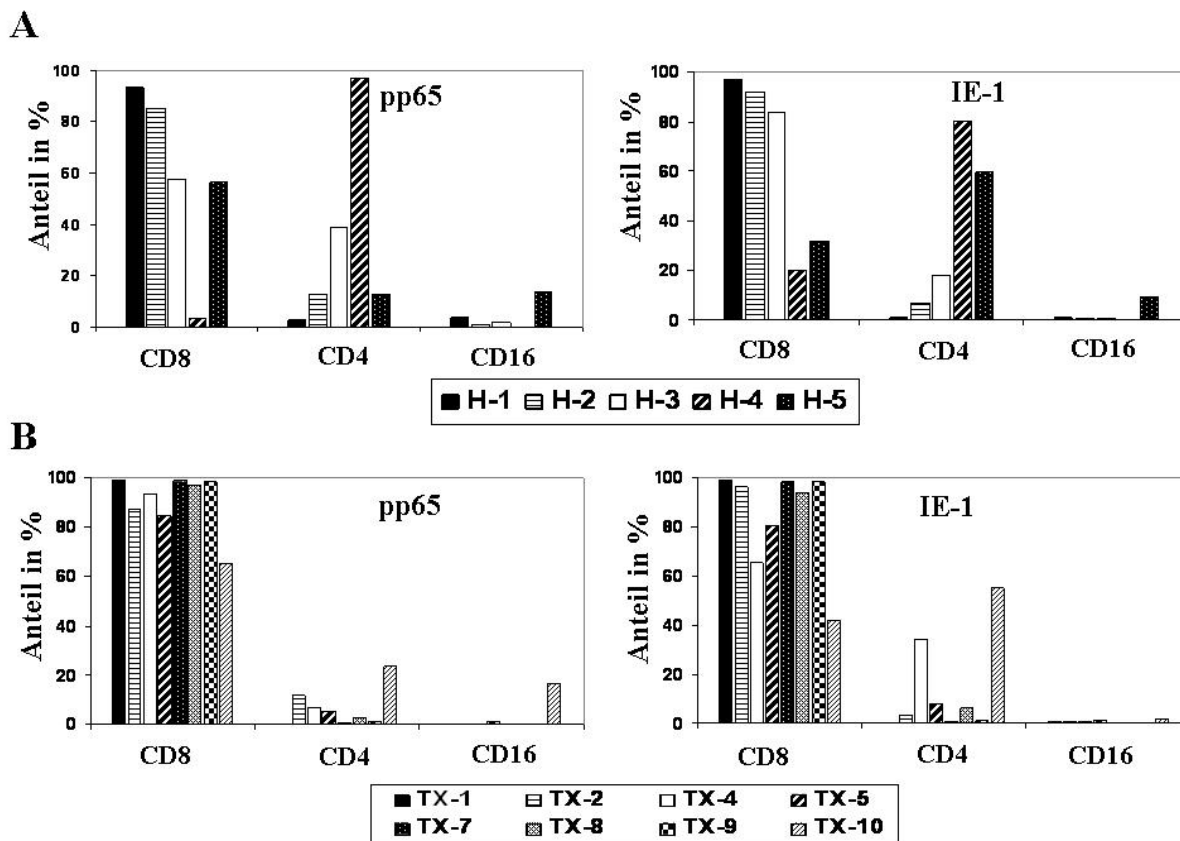 A
pp65
Anteil in %
100
80
60
40
20
0
CD8 CD4 CD16
IE-1
Anteil in %
100
80
60
40
20
0
CD8 CD4 CD16
H-1 H-2 H-3 H-4 H-5
B
pp65
Anteil in %
100
80
60
40
20
0
CD8 CD4 CD16
IE-1
Anteil in %
100
80
60
40
20
0
CD8 CD4 CD16
TX-1 TX-2 TX-4 TX-5
TX-7 TX-8 TX-9 TX-10